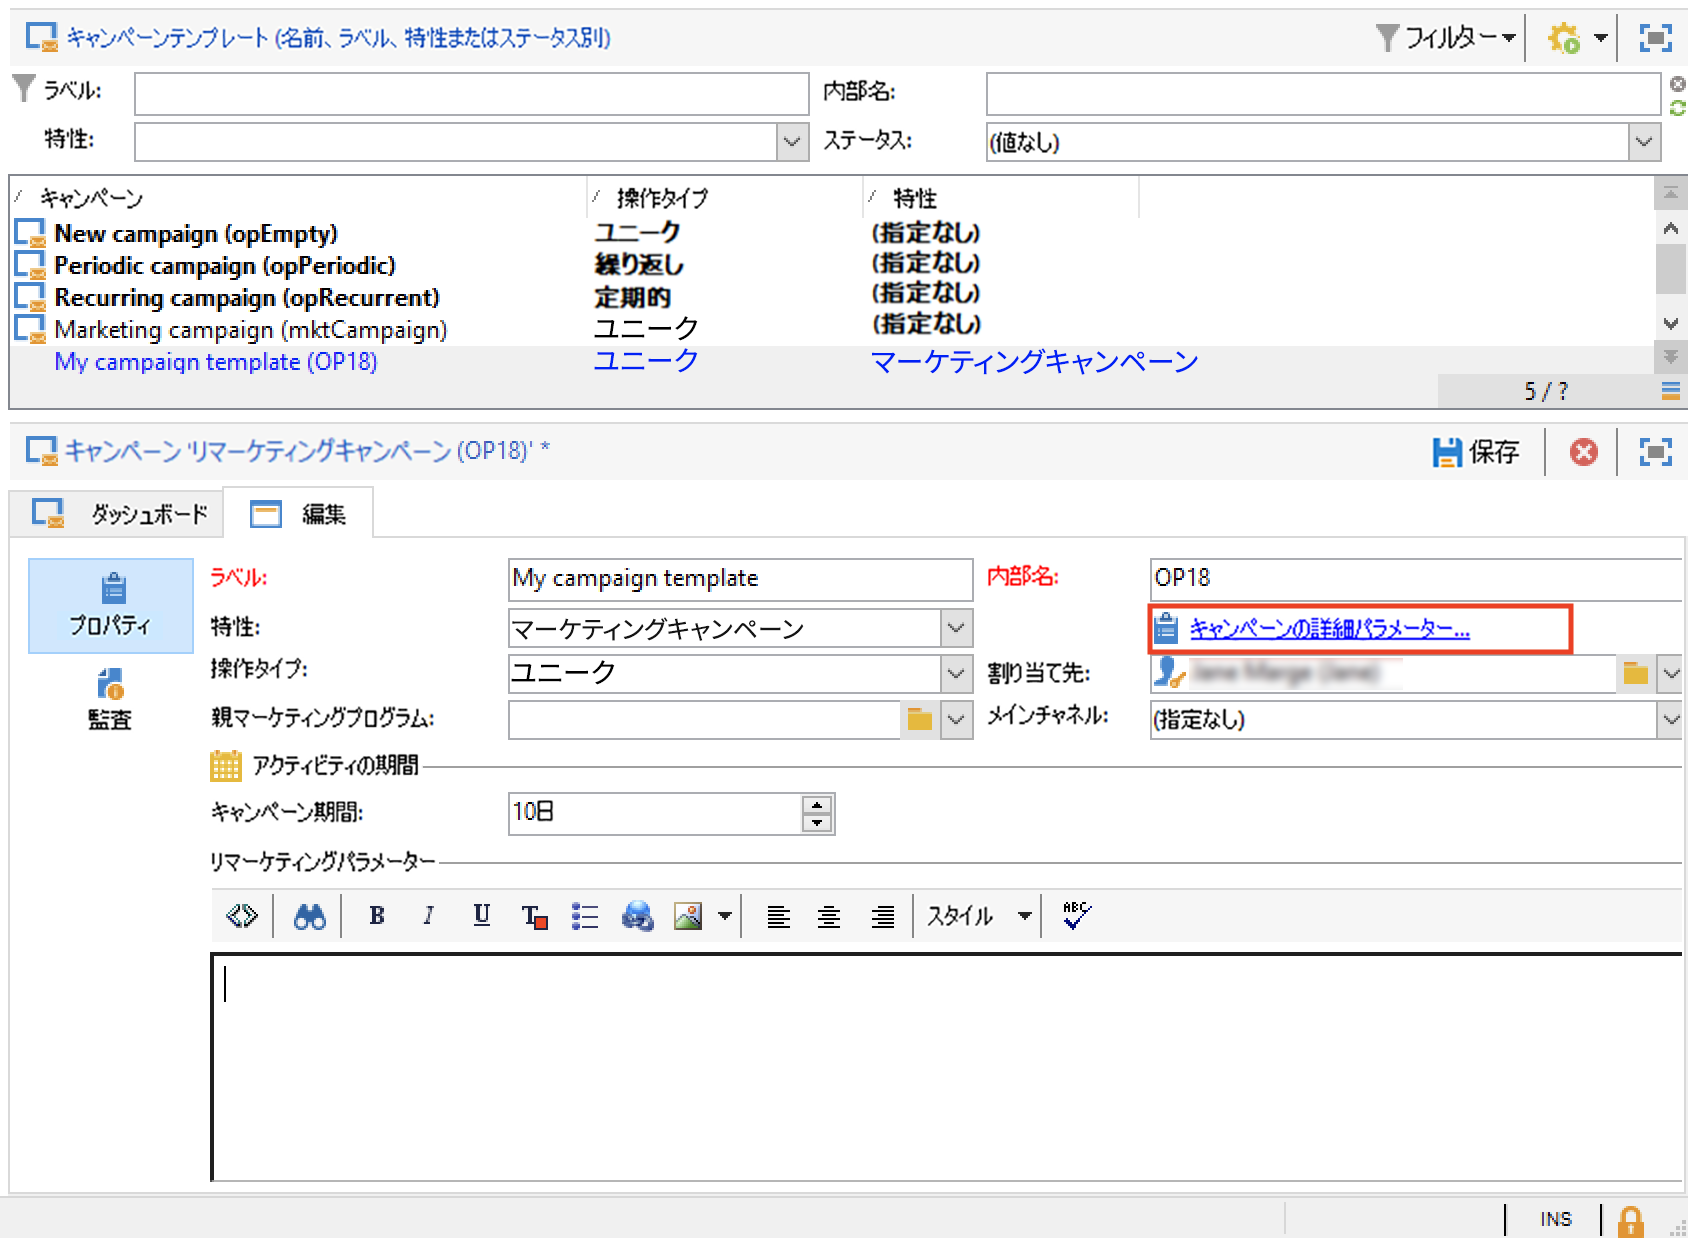 キャンペーンテンプレート (名前、ラベル、特性またはステータス別)
フィルター
ラベル:
内部名:
特性:
ステータス: (値なし)
キャンペーン 操作タイプ 特性
New campaign (opEmpty) ユニーク (指定なし)
Periodic campaign (opPeriodic) 繰り返し (指定なし)
Recurring campaign (opRecurrent) 定期的 (指定なし)
Marketing campaign (mktCampaign) ユニーク (指定なし)
My campaign template (OP18) ユニーク マーケティングキャンペーン
5 / ?
キャンペーン 'リマーケティングキャンペーン (OP18)' *
保存
ダッシュボード 編集
プロパティ
監査
ラベル: My campaign template 内部名: OP18
特性: マーケティングキャンペーン キャンペーンの詳細パラメーター...
操作タイプ: ユニーク 割り当て先: Jane Marge (Jane)
親マーケティングプログラム: メインチャネル: (指定なし)
アクティビティの期間
キャンペーン期間: 10日
リマーケティングパラメーター
B I U T スタイル ABC
INS